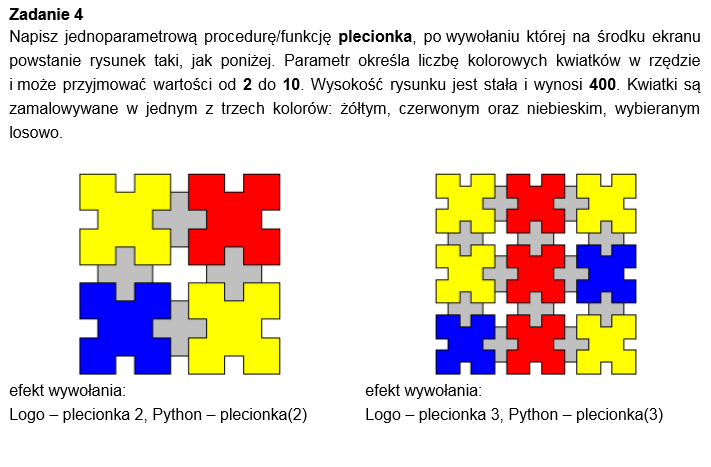 Zadanie 4
Napisz jednoparametrową procedurę/funkcję plecionka, po wywołaniu której na środku ekranu
powstanie rysunek taki, jak poniżej. Parametr określa liczbę kolorowych kwiatków w rzędzie
i może przyjmować wartości od 2 do 10. Wysokość rysunku jest stała i wynosi 400. Kwiatki są
zamalowywane w jednym z trzech kolorów: żółtym, czerwonym oraz niebieskim, wybieranym
losowo.
efekt wywołania:
Logo – plecionka 2, Python – plecionka(2)
efekt wywołania:
Logo – plecionka 3, Python – plecionka(3)